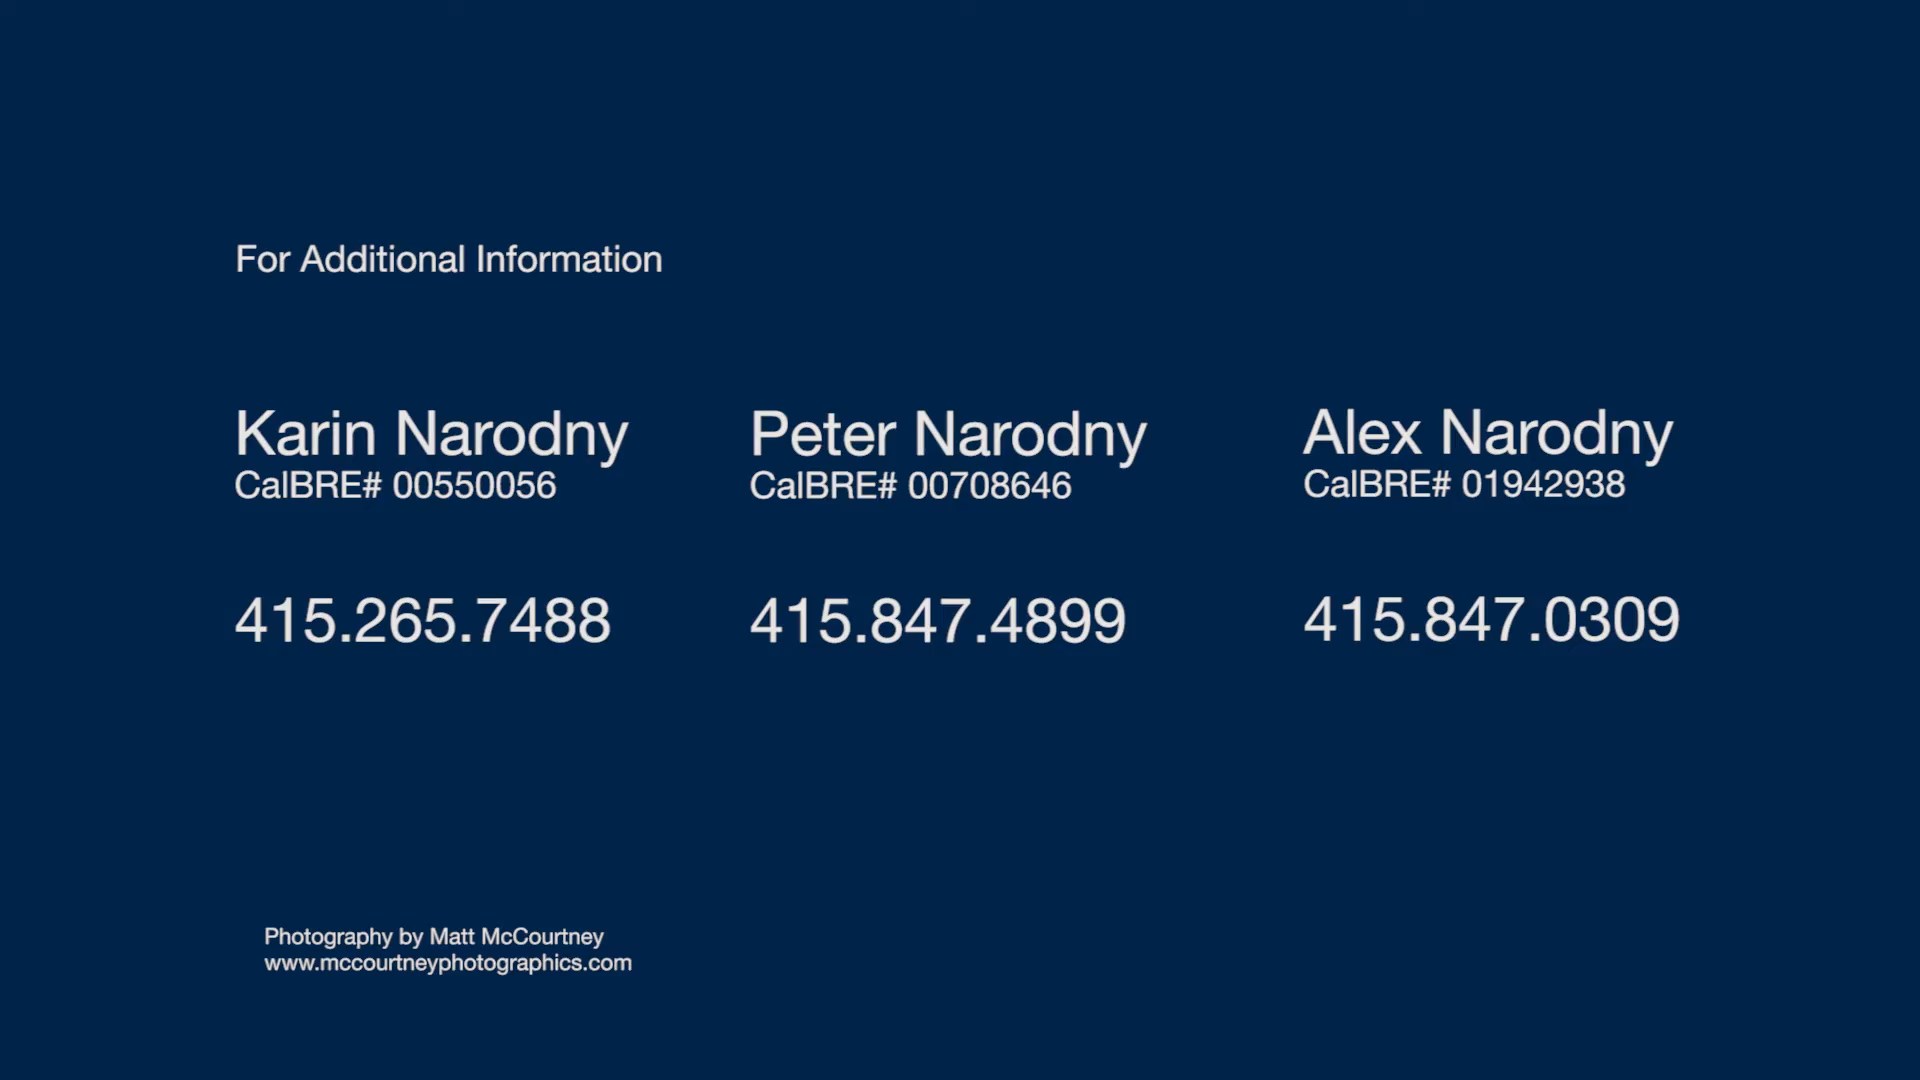 For Additional Information
Karin Narodny
CalBRE# 00550056
415.265.7488
Peter Narodny
CalBRE# 00708646
415.847.4899
Alex Narodny
CalBRE# 01942938
415.847.0309
Photography by Matt McCourtney
www.mccourtneyphotographics.com